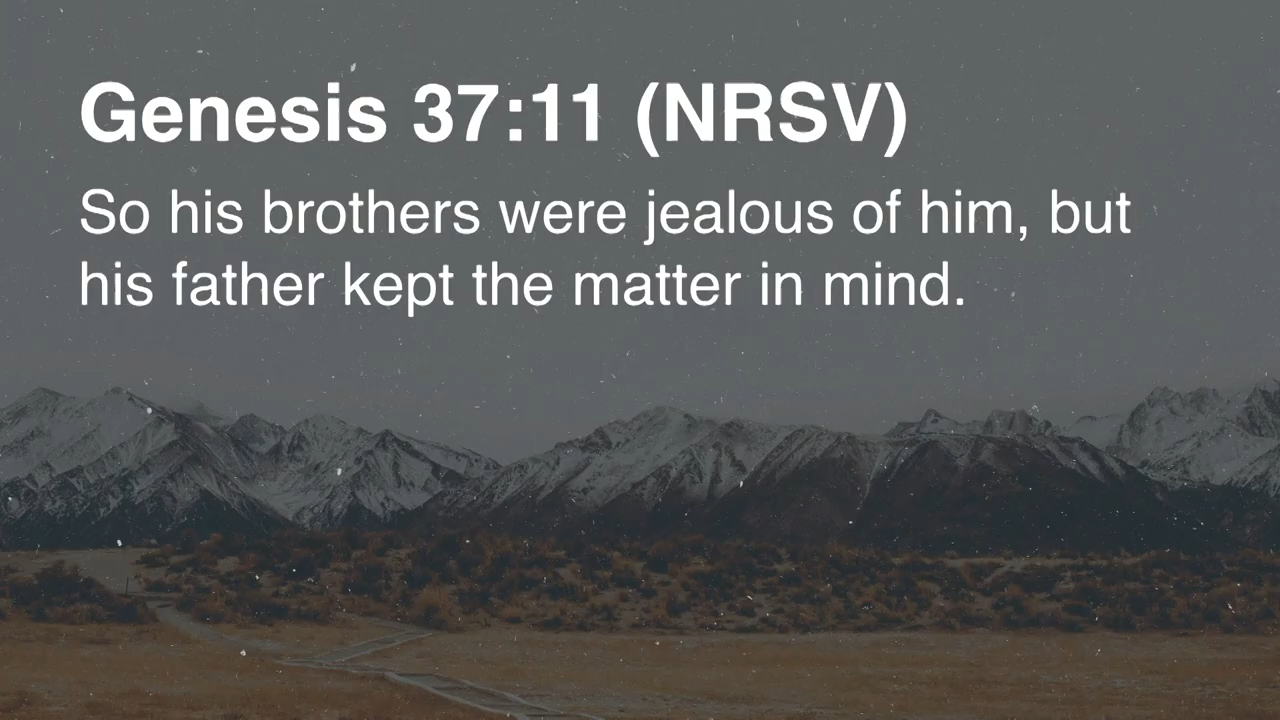 Genesis 37:11 (NRSV)
So his brothers were jealous of him, but
his father kept the matter in mind.